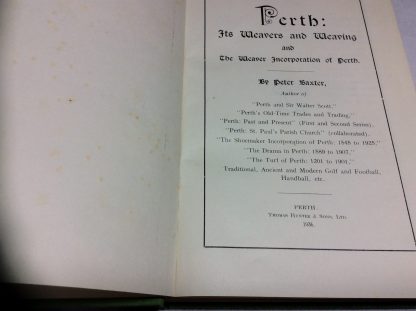 Perth:
Its Weavers and Weaving
and
The Weaver Incorporation of Perth.
By Peter Baxter,
Author of
"Perth and Sir Walter Scott."
"Perth's Old-Time Trades and Trading."
"Perth: Past and Present" (First and Second Series).
"Perth: St. Paul's Parish Church" (collaborated).
"The Shoemaker Incorporation of Perth: 1545 to 1925."
"The Drama in Perth: 1589 to 1907."
"The Turf of Perth: 1201 to 1901."
Traditional, Ancient and Modern Golf and Football,
Handball, etc.
PERTH.
Thomas Hunter & Sons, Ltd.
1936.